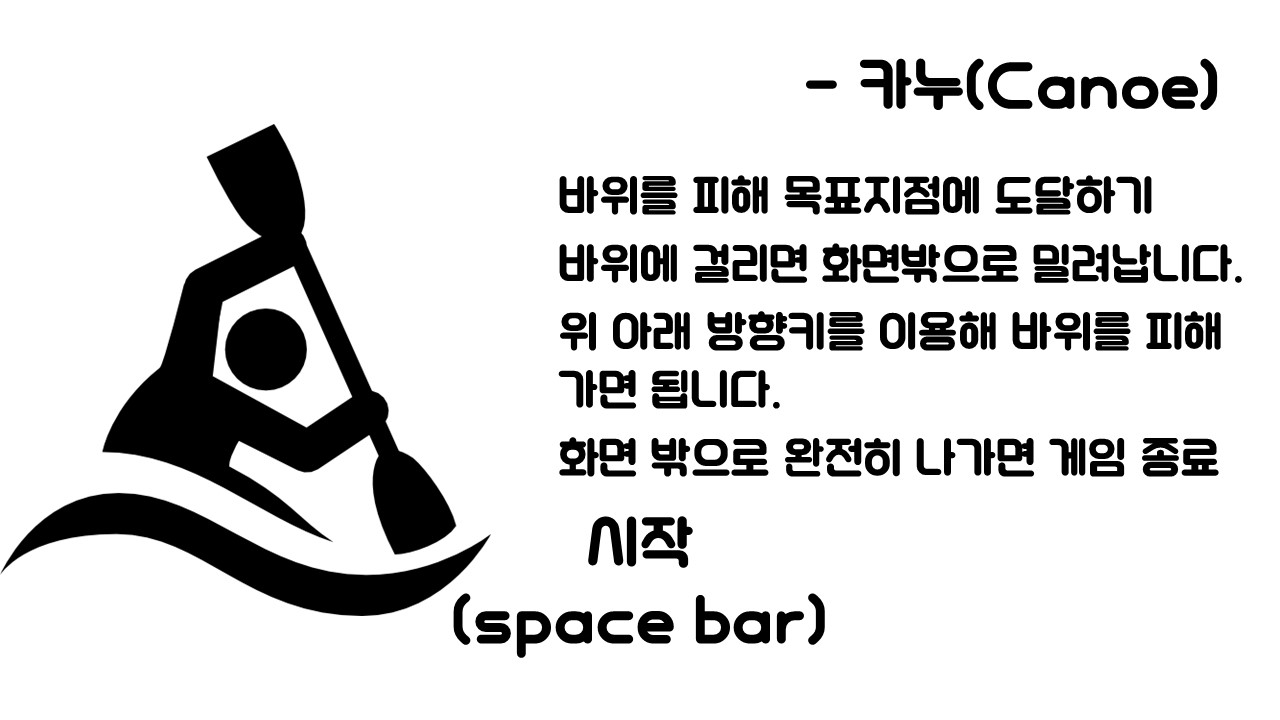 - 카누(Canoe)
바위를 피해 목표지점에 도달하기
바위에 걸리면 화면밖으로 밀려납니다.
위 아래 방향키를 이용해 바위를 피해
가면 됩니다.
화면 밖으로 완전히 나가면 게임 종료
시작
(space bar)